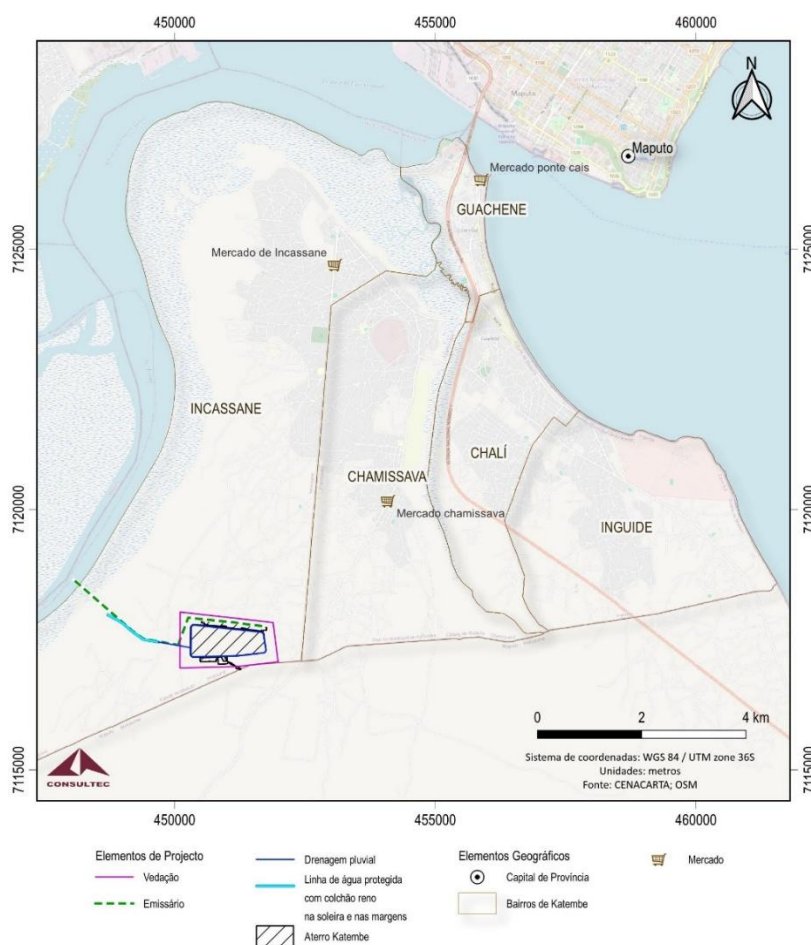 450000 455000 460000
N
Maputo
Mercado ponte cais
GUACHENE
7125000 7125000
Mercado de Incassane
INCASSANE
CHAMISSAVA
CHALÍ
7120000 7120000
Mercado chamissava
INGUIDE
0 2 4 km
Sistema de coordenadas: WGS 84 / UTM zone 36S
Unidades: metros
Fonte: CENACARTA; OSM
CONSULTEC
7115000 7115000
450000 455000 460000
Elementos de Projecto
Vedação
Emissário
Drenagem pluvial
Linha de água protegida
com colchão reno
na soleira e nas margens
Aterro Katembe
Elementos Geográficos
Capital de Província
Bairros de Katembe
Mercado